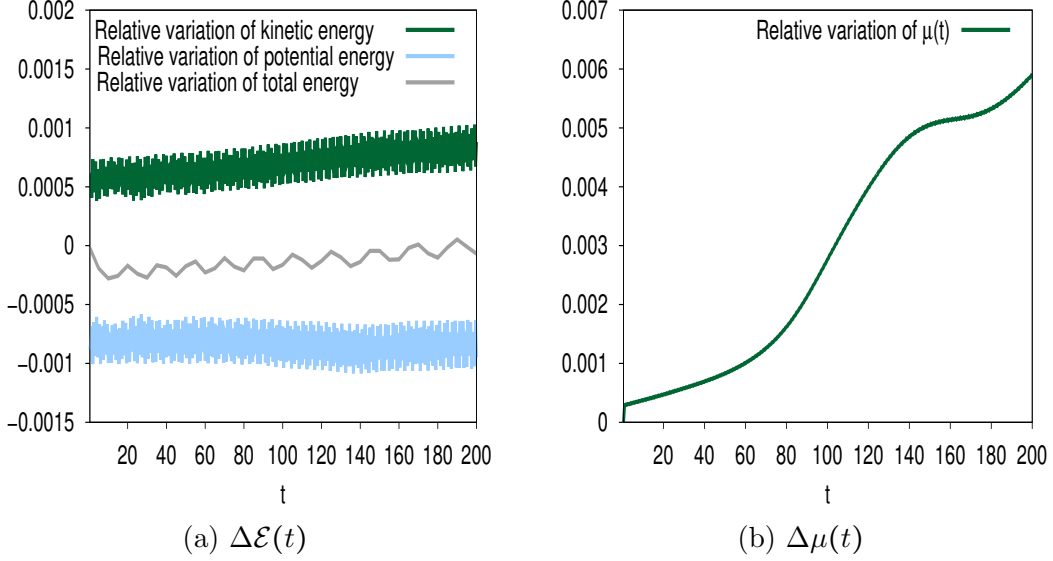 0.002
0.0015
0.001
0.0005
0
−0.0005
−0.001
−0.0015
Relative variation of kinetic energy
Relative variation of potential energy
Relative variation of total energy
20 40 60 80 100 120 140 160 180 200
t
(a) Δℰ(t)
0.007
0.006
0.005
0.004
0.003
0.002
0.001
0
Relative variation of μ(t)
20 40 60 80 100 120 140 160 180 200
t
(b) Δμ(t)